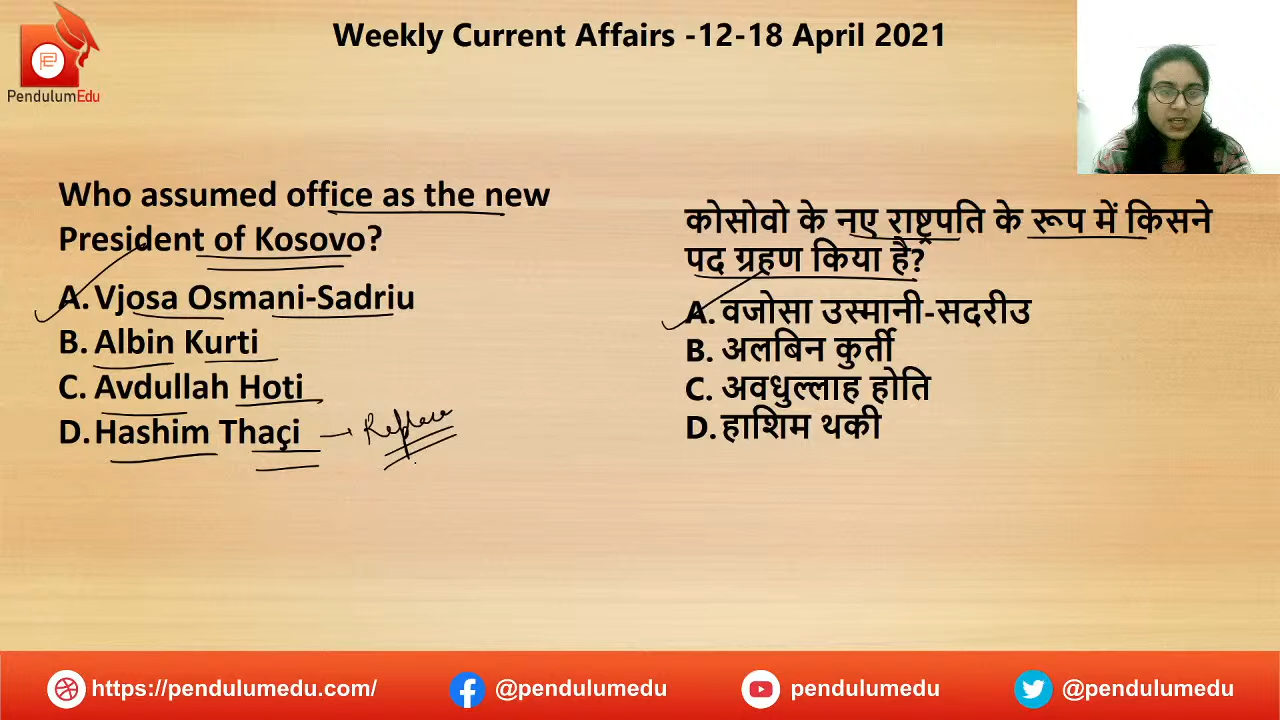 Weekly Current Affairs -12-18 April 2021
PendulumEdu
Who assumed office as the new
President of Kosovo?
A. Vjosa Osmani-Sadriu
B. Albin Kurti
C. Avdullah Hoti
D. Hashim Thaçi → Replace
कोसोवो के नए राष्ट्रपति के रूप में किसने
पद ग्रहण किया है?
A. वजोसा उस्मानी-सदरीउ
B. अलबिन कुर्ती
C. अवधुल्लाह होति
D. हाशिम थकी
https://pendulumedu.com/
@pendulumedu
pendulumedu
@pendulumedu